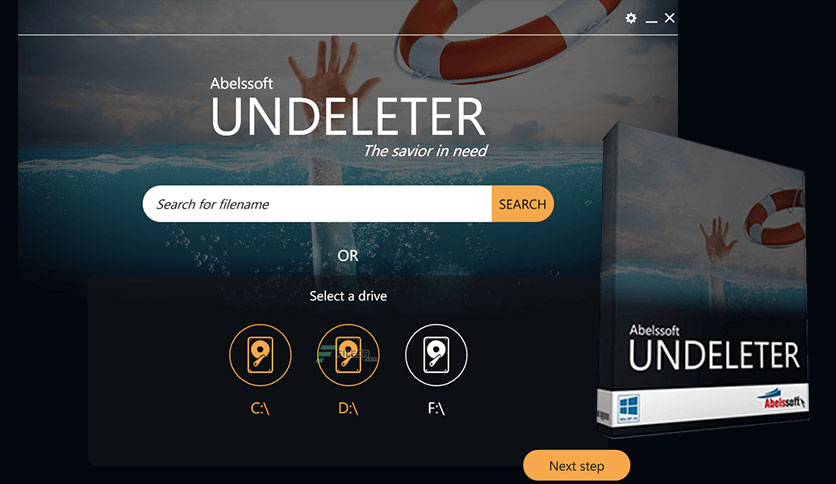 Abelssoft
UNDELETER
The savior in need
Search for filename
SEARCH
OR
Select a drive
C:\
D:\
F:\
Next step
Abelssoft
UNDELETER
Abelssoft